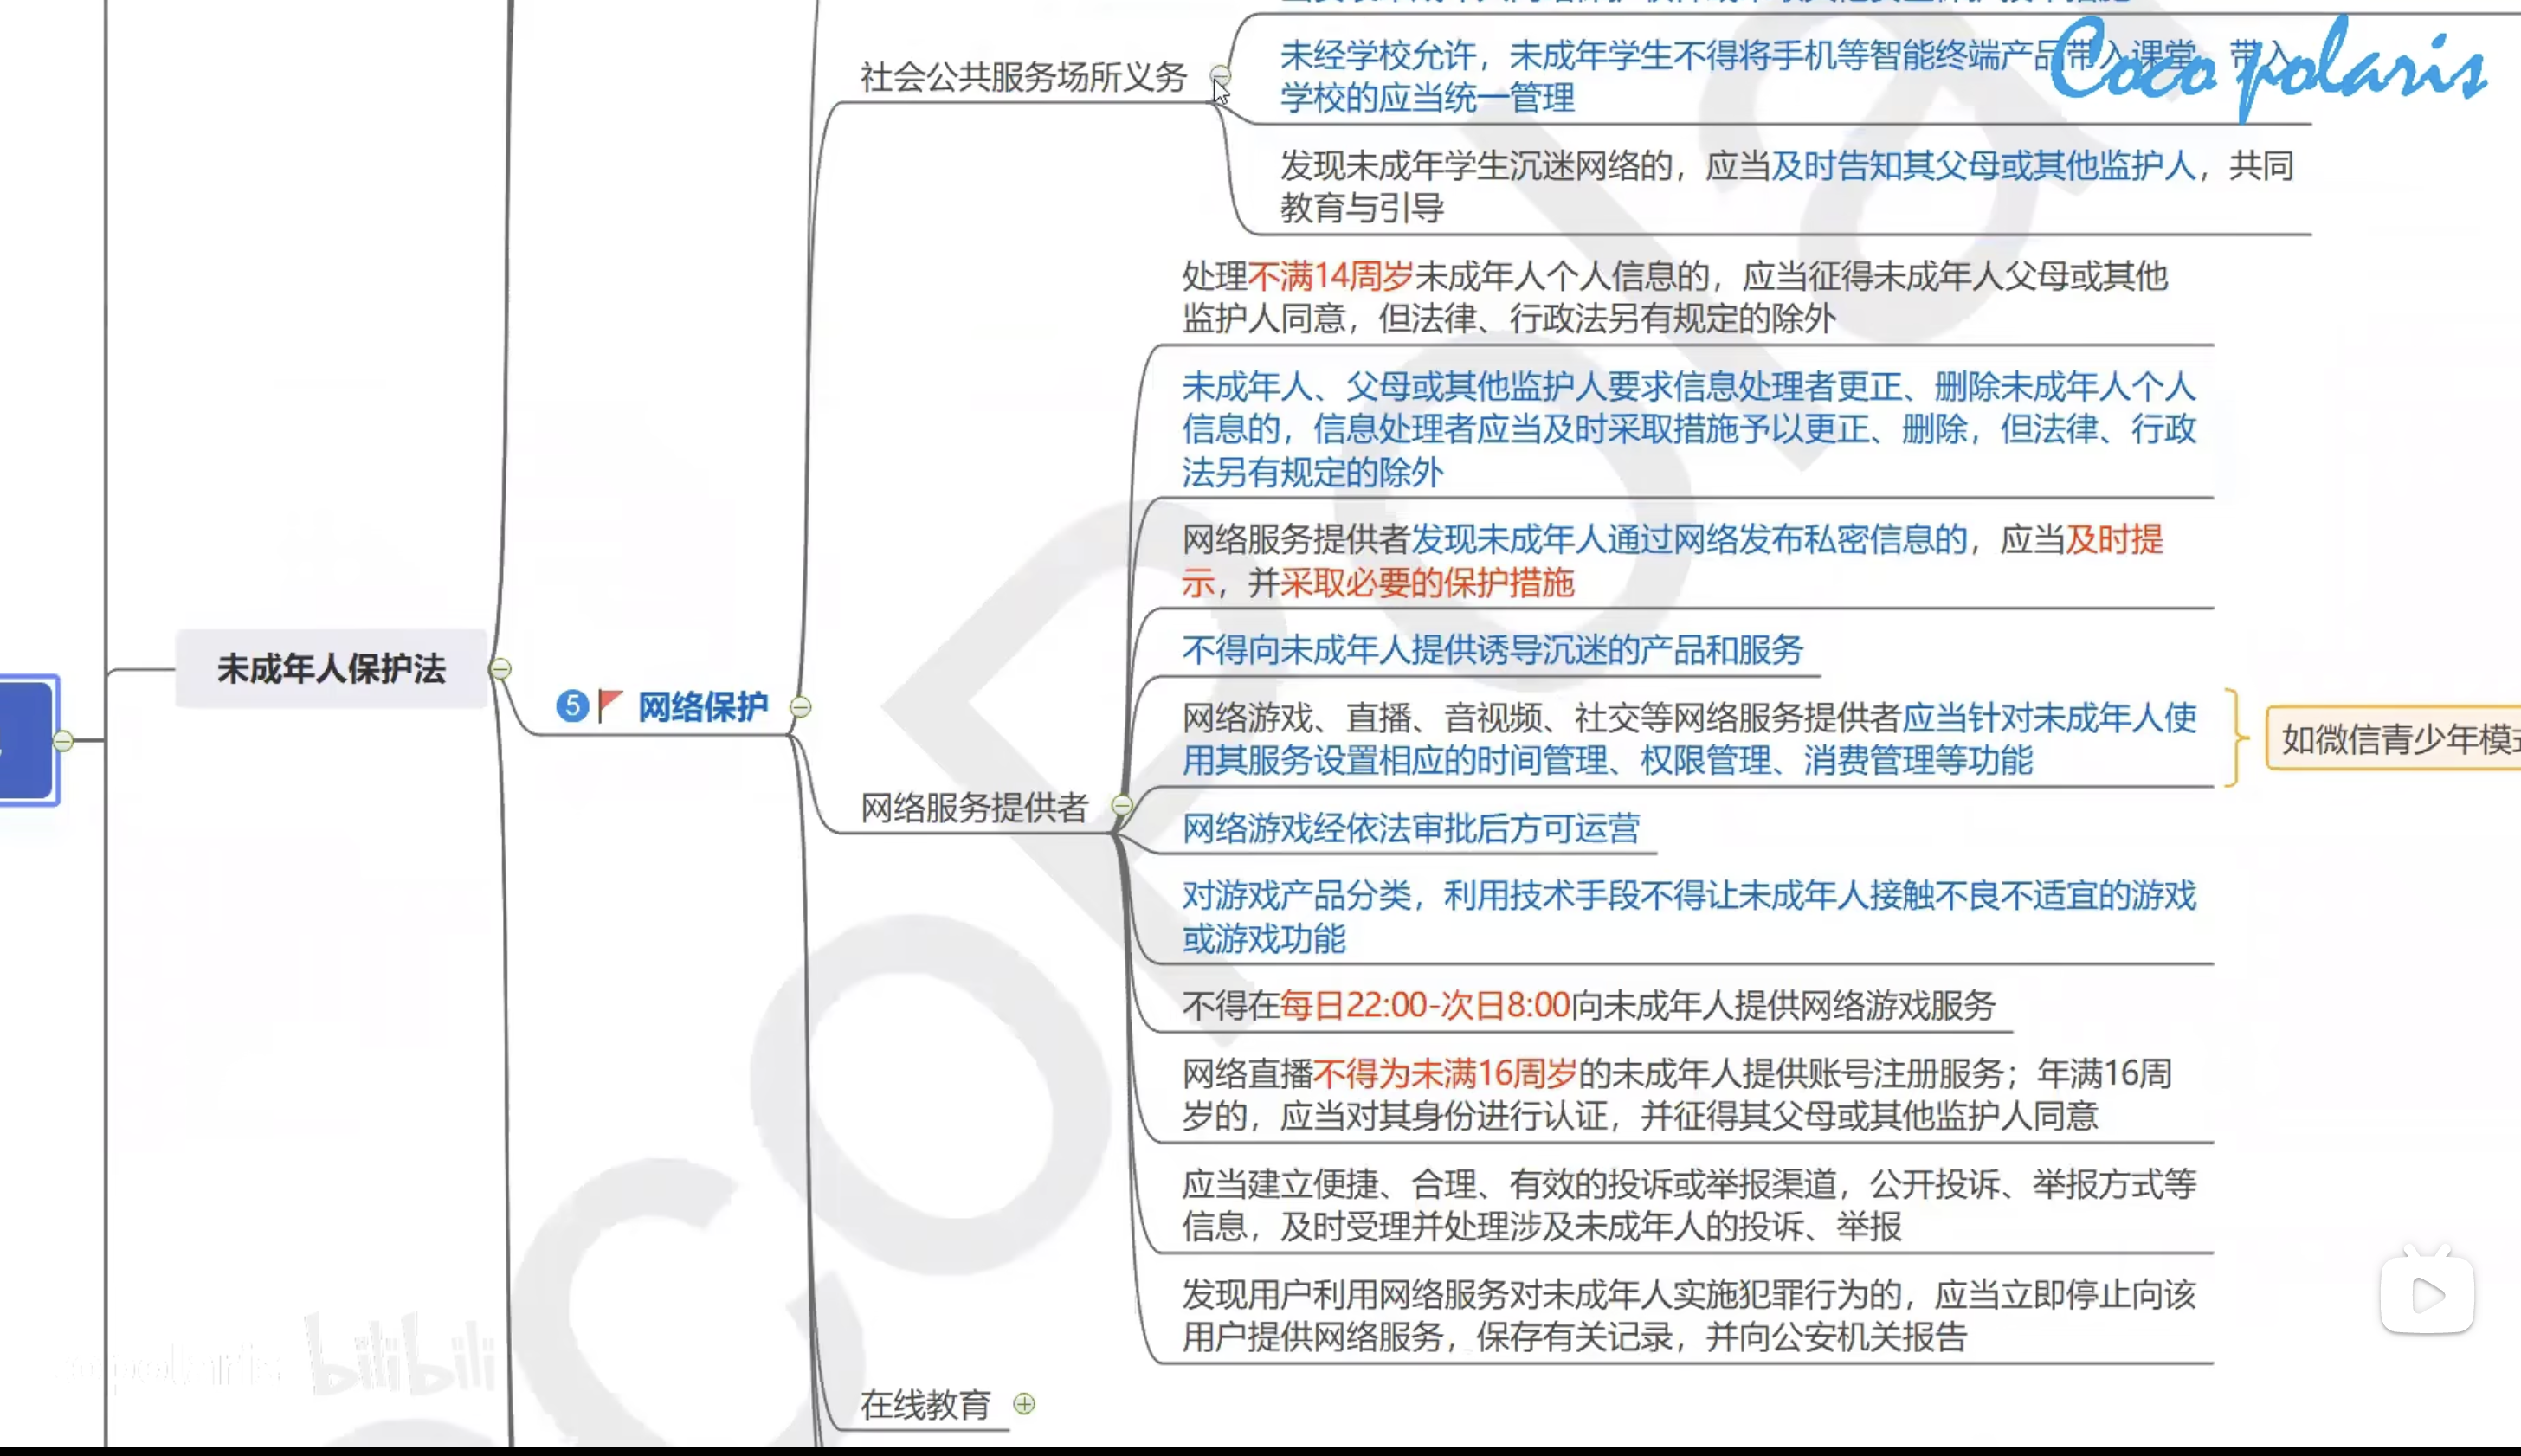 社会公共服务场所义务
未经学校允许，未成年学生不得将手机等智能终端产品带入课堂，带入
学校的应当统一管理
Coco polaris
发现未成年学生沉迷网络的，应当及时告知其父母或其他监护人，共同
教育与引导
处理不满14周岁未成年人个人信息的，应当征得未成年人父母或其他
监护人同意，但法律、行政法另有规定的除外
未成年人、父母或其他监护人要求信息处理者更正、删除未成年人个人
信息的，信息处理者应当及时采取措施予以更正、删除，但法律、行政
法另有规定的除外
网络服务提供者发现未成年人通过网络发布私密信息的，应当及时提
示，并采取必要的保护措施
不得向未成年人提供诱导沉迷的产品和服务
未成年人保护法
5 网络保护
网络游戏、直播、音视频、社交等网络服务提供者应当针对未成年人使
用其服务设置相应的时间管理、权限管理、消费管理等功能
如微信青少年模
网络服务提供者
网络游戏经依法审批后方可运营
对游戏产品分类，利用技术手段不得让未成年人接触不良不适宜的游戏
或游戏功能
不得在每日22:00-次日8:00向未成年人提供网络游戏服务
网络直播不得为未满16周岁的未成年人提供账号注册服务；年满16周
岁的，应当对其身份进行认证，并征得其父母或其他监护人同意
应当建立便捷、合理、有效的投诉或举报渠道，公开投诉、举报方式等
信息，及时受理并处理涉及未成年人的投诉、举报
发现用户利用网络服务对未成年人实施犯罪行为的，应当立即停止向该
用户提供网络服务，保存有关记录，并向公安机关报告
polaris bilibili
在线教育